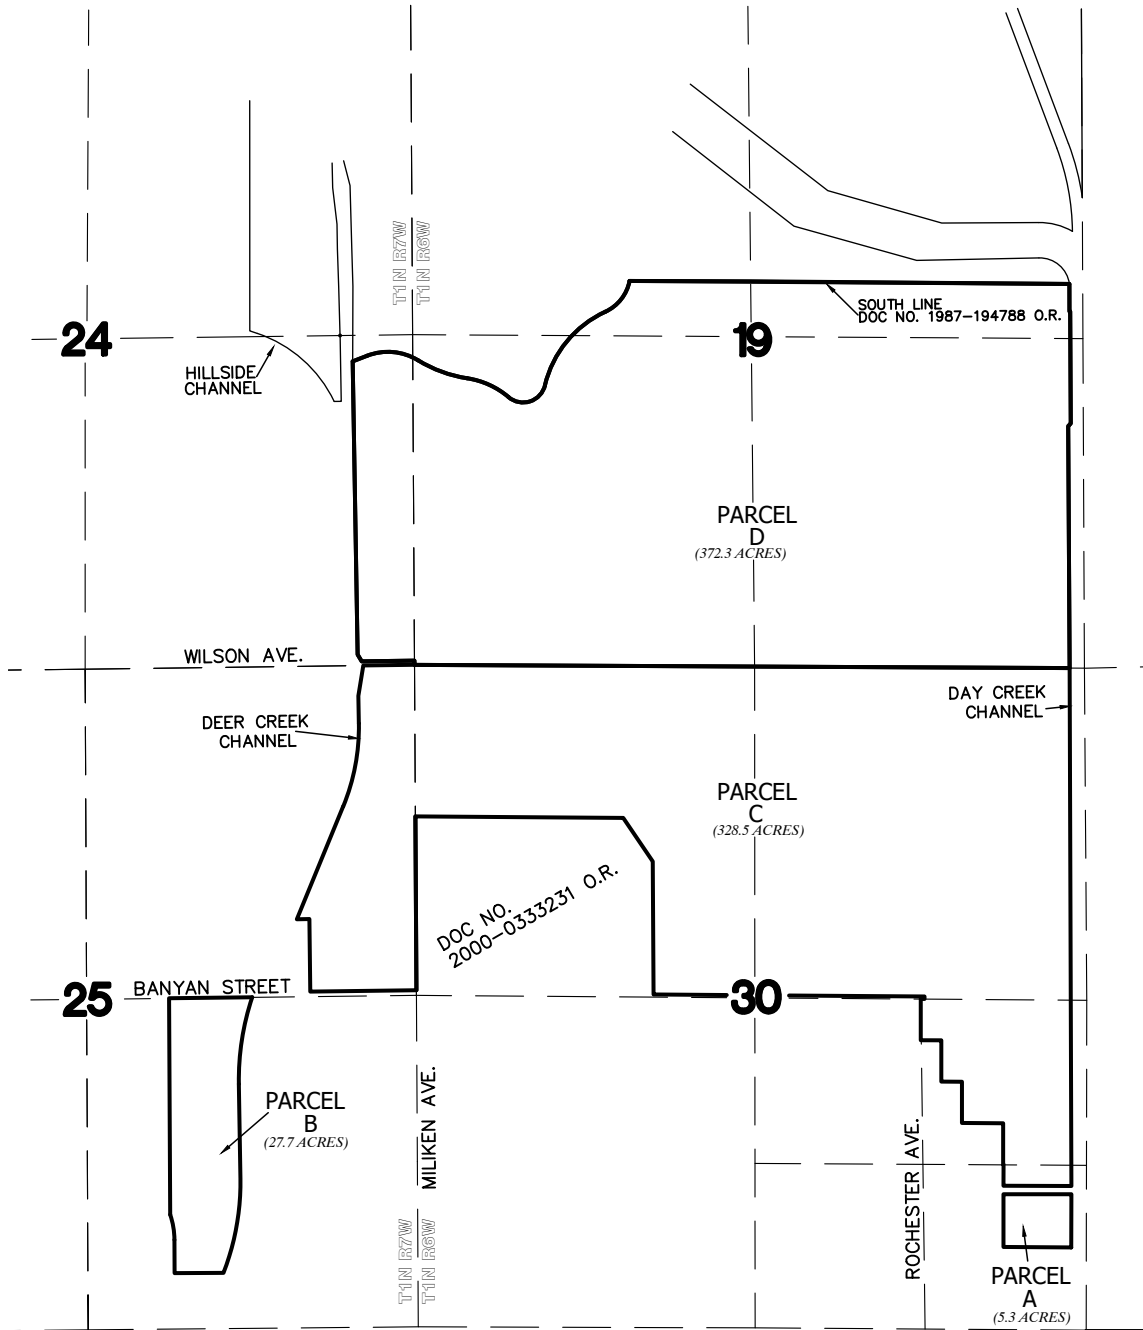 T1N R7W
T1N R6W
SOUTH LINE
DOC NO. 1987-194788 O.R.
24
19
HILLSIDE
CHANNEL
PARCEL
D
(372.3 ACRES)
WILSON AVE.
DAY CREEK
CHANNEL
DEER CREEK
CHANNEL
PARCEL
C
(328.5 ACRES)
DOC NO.
2000-0333231 O.R.
25
BANYAN STREET
30
PARCEL
B
(27.7 ACRES)
MILIKEN AVE.
ROCHESTER AVE.
T1N R7W
T1N R6W
PARCEL
A
(5.3 ACRES)